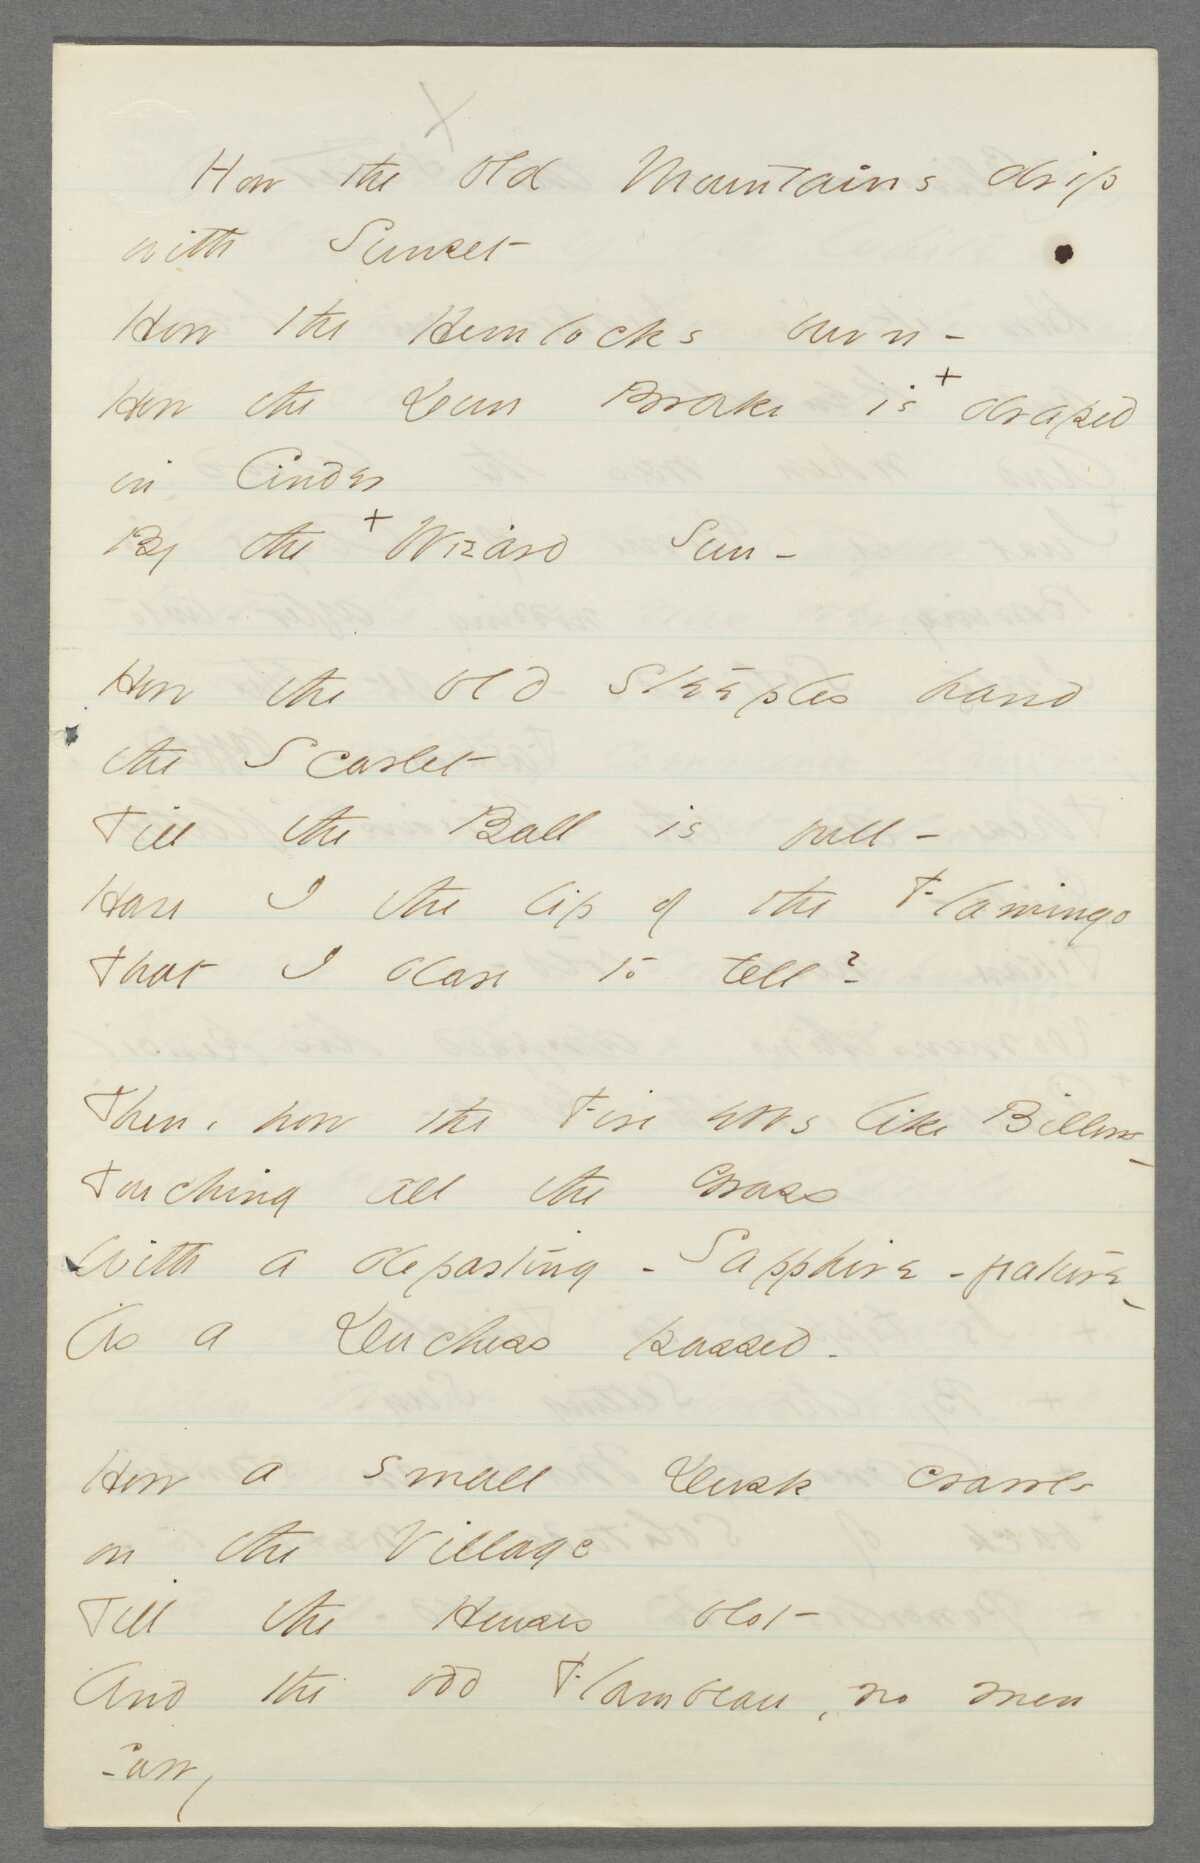 How the old Mountains drip
with Sunset
How the Hemlocks burn –
How the Dun Brake is + draped
in Cinder
By the + Wizard Sun –
How the old Steeples hand
the Scarlet
Till the Ball is full –
Have I the lip of the Flamingo
That I dare to tell?
Then, how the Fire ebbs like Billows –
Touching all the Grass
With a departing – Sapphire – feature –
As a Duchess passed –
How a small Dusk crawls
on the Village
Till the Houses blot
And the odd Flambeau, no men
carry